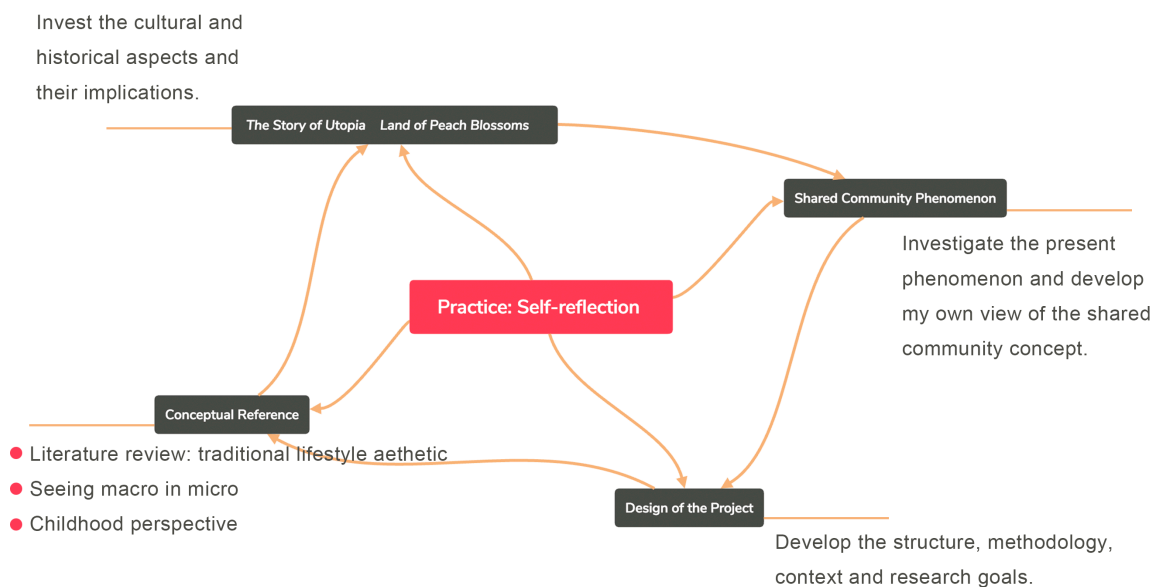 Invest the cultural and
historical aspects and
their implications.
The Story of Utopia    Land of Peach Blossoms
Shared Community Phenomenon
Investigate the present
phenomenon and develop
my own view of the shared
community concept.
Practice: Self-reflection
Conceptual Reference
Literature review: traditional lifestyle aethetic
Seeing macro in micro
Childhood perspective
Design of the Project
Develop the structure, methodology,
context and research goals.